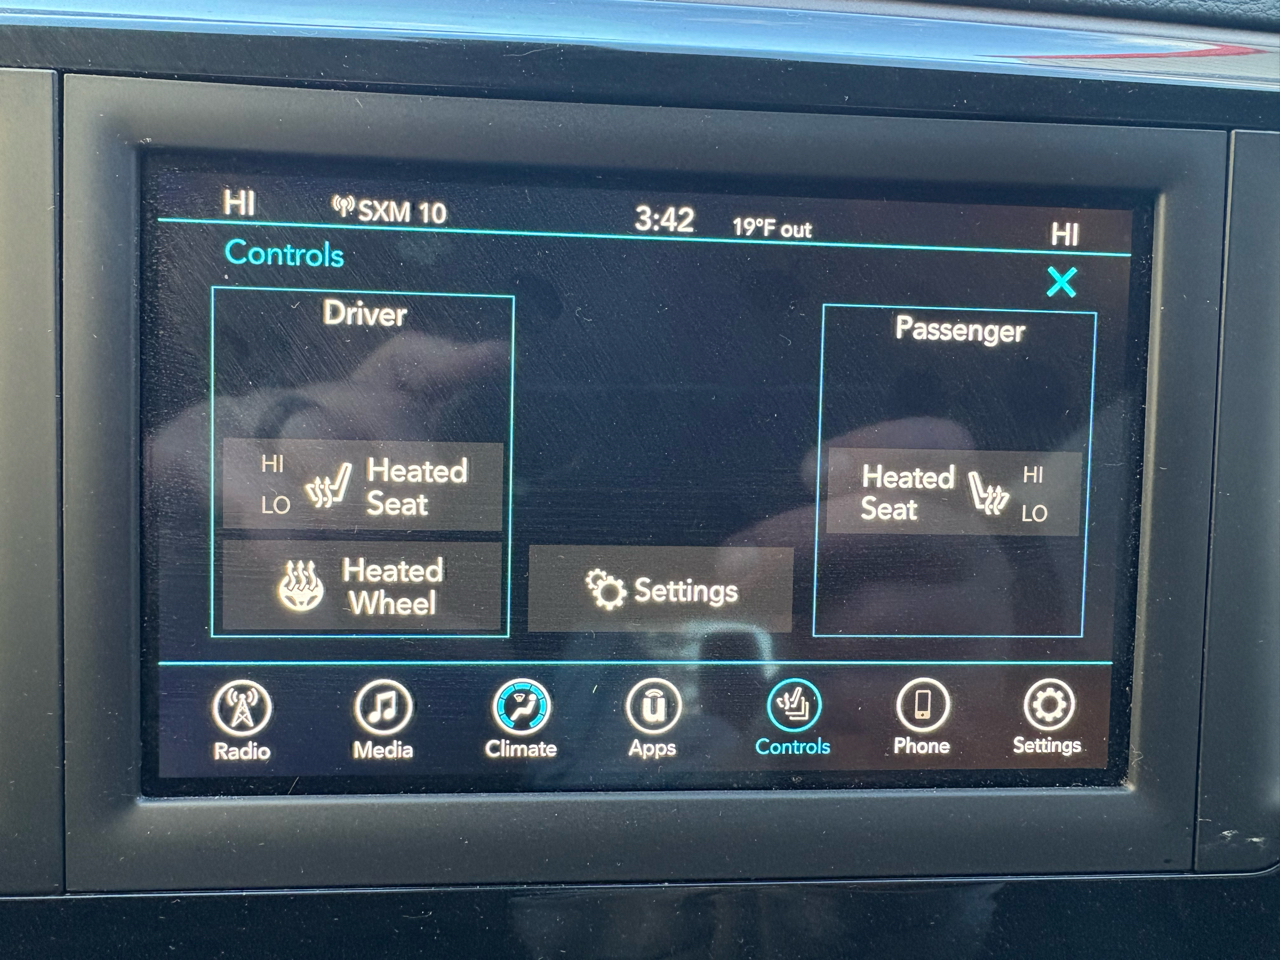 HI SXM 10 3:42 19°F out HI
Controls
Driver
Passenger
HI
LO
Heated
Seat
Heated
Seat
HI
LO
Heated
Wheel
Settings
Radio
Media
Climate
Apps
Controls
Phone
Settings